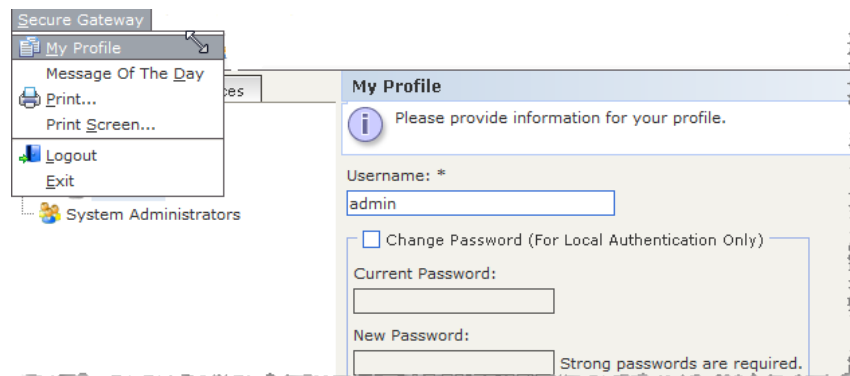 Secure Gateway
My Profile
Message Of The Day
Print...
Print Screen...
Logout
Exit
System Administrators
My Profile
Please provide information for your profile.
Username: *
admin
Change Password (For Local Authentication Only)
Current Password:
New Password:
Strong passwords are required.